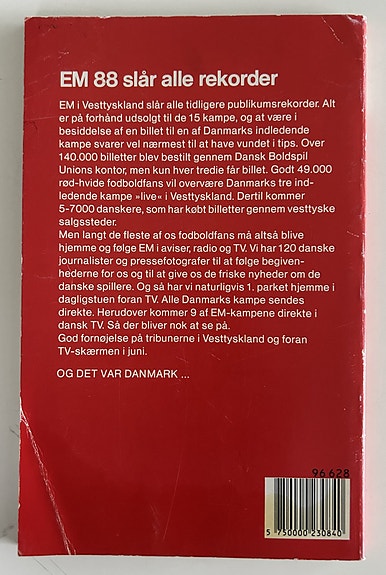 EM 88 slår alle rekorder
EM i Vesttyskland slår alle tidligere publikumsrekorder. Alt
er på forhånd udsolgt til de 15 kampe, og at være i
besiddelse af en billet til en af Danmarks indledende
kampe svarer vel nærmest til at have vundet i tips. Over
140.000 billetter blev bestilt gennem Dansk Boldspil
Unions kontor, men kun hver tredie får billet. Godt 49.000
rød-hvide fodboldfans vil overvære Danmarks tre ind-
ledende kampe »live« i Vesttyskland. Dertil kommer
5-7000 danskere, som har købt billetter gennem vesttyske
salgssteder.
Men langt de fleste af os fodboldfans må altså blive
hjemme og følge EM i aviser, radio og TV. Vi har 120 danske
journalister og pressefotografer til at følge begiven-
hederne for os og til at give os de friske nyheder om de
danske spillere. Og så har vi naturligvis 1. parket hjemme i
dagligstuen foran TV. Alle Danmarks kampe sendes
direkte. Herudover kommer 9 af EM-kampene direkte i
dansk TV. Så der bliver nok at se på.
God fornøjelse på tribunerne i Vesttyskland og foran
TV-skærmen i juni.
OG DET VAR DANMARK ...
96 628
5 750000 230840